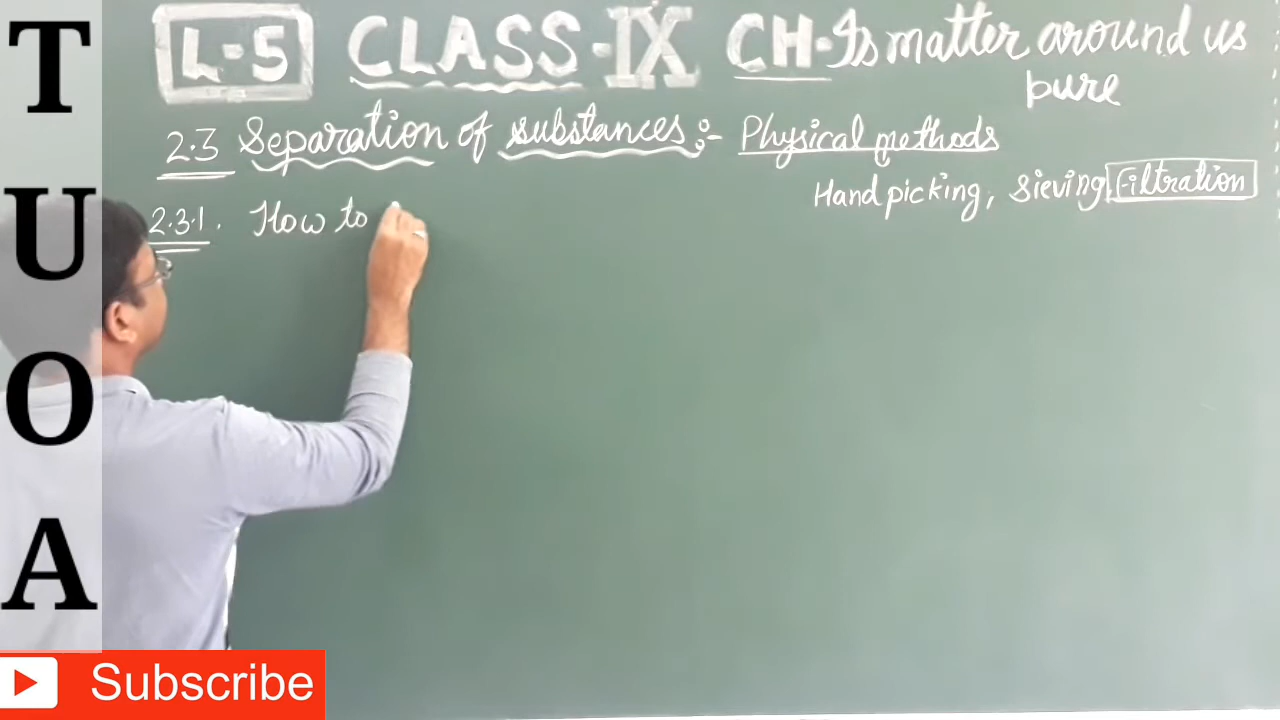 L-5 CLASS-IX CH-Is matter around us
pure
2.3 Separation of substances:- Physical methods
Hand picking, Sieving, Filtration
2.3.1. How to
T
U
O
A
Subscribe